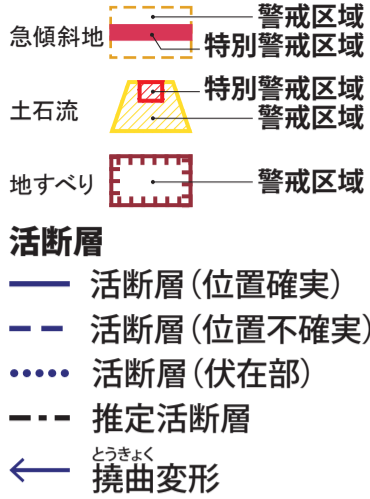 警戒区域
急傾斜地
特別警戒区域
特別警戒区域
土石流
警戒区域
地すべり
警戒区域
活断層
活断層(位置確実)
活断層(位置不確実)
活断層(伏在部)
推定活断層
とうきょく
撓曲変形